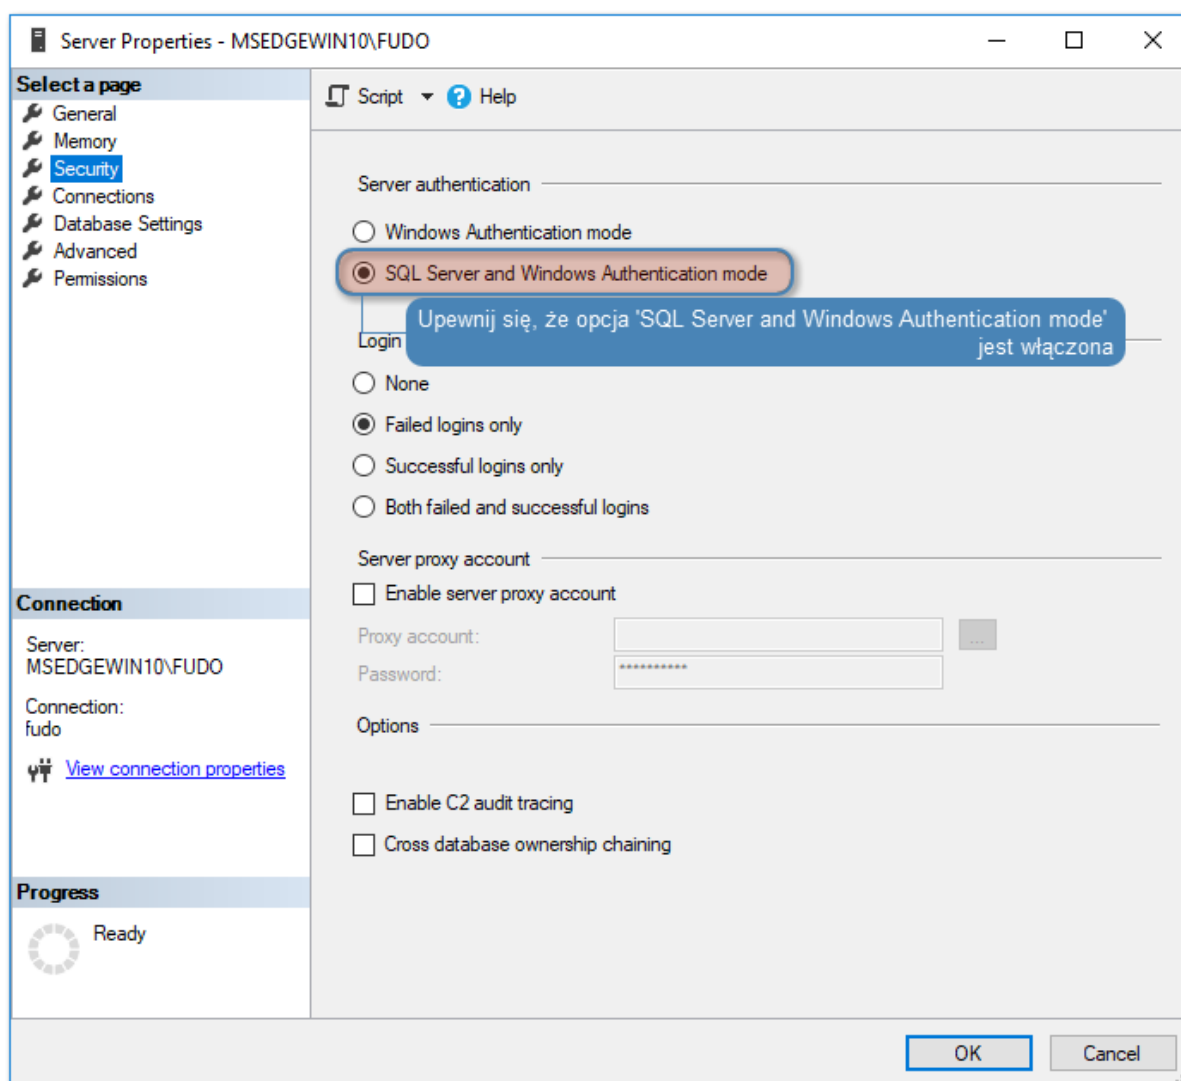 Server Properties - MSEDGEWIN10\FUDO
Select a page
General
Memory
Security
Connections
Database Settings
Advanced
Permissions
Script
Help
Server authentication
Windows Authentication mode
SQL Server and Windows Authentication mode
Upewnij się, że opcja 'SQL Server and Windows Authentication mode'
jest włączona
Login
None
Failed logins only
Successful logins only
Both failed and successful logins
Server proxy account
Enable server proxy account
Proxy account:
...
Password:
**********
Options
Enable C2 audit tracing
Cross database ownership chaining
Connection
Server:
MSEDGEWIN10\FUDO
Connection:
fudo
View connection properties
Progress
Ready
OK
Cancel